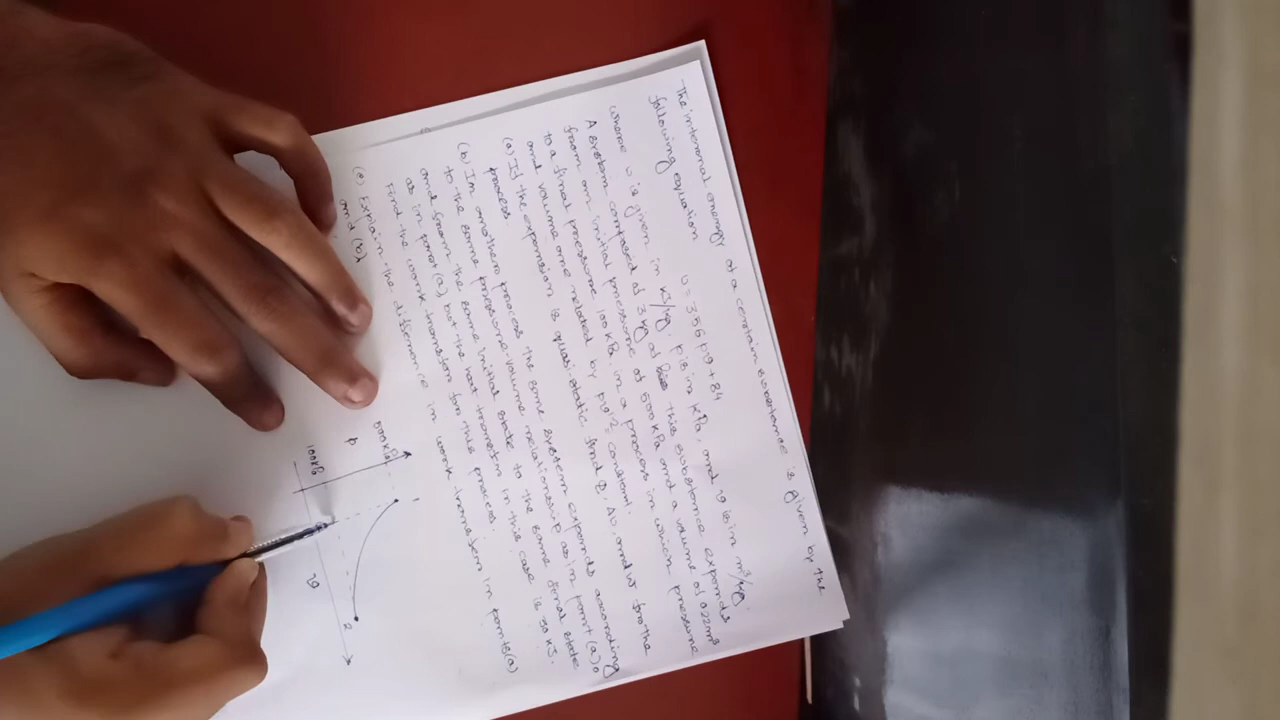 The internal energy of a certain substance is given by the
following equation
u = 3.56 pv + 84
where u is given in kJ/kg, p is in kPa, and v is in m³/kg.
A system composed of 3 kg of this substance expands
from an initial pressure of 500 kPa and a volume of 0.22 m³
to a final pressure 100 kPa in a process in which pressure
and volume are related by pv^1.2 = constant.
(a) If the expansion is quasi-static, find Q, ΔU, and W for the
process.
(b) In another process the same system expands according
to the same pressure-volume relationship as in part (a),
and from the same initial state to the same final state
as in part (a), but the heat transfer in this case is 30 kJ.
Find the work transfer for this process.
(c) Explain the difference in work transfer in parts (a)
and (b)
500 kPa
1
p
100 kPa
2
v